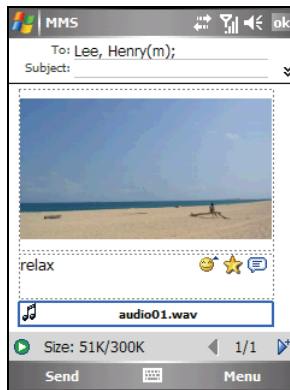 MMS ok
To: Lee, Henry(m);
Subject:
relax
audio01.wav
Size: 51K/300K 1/1
Send Menu